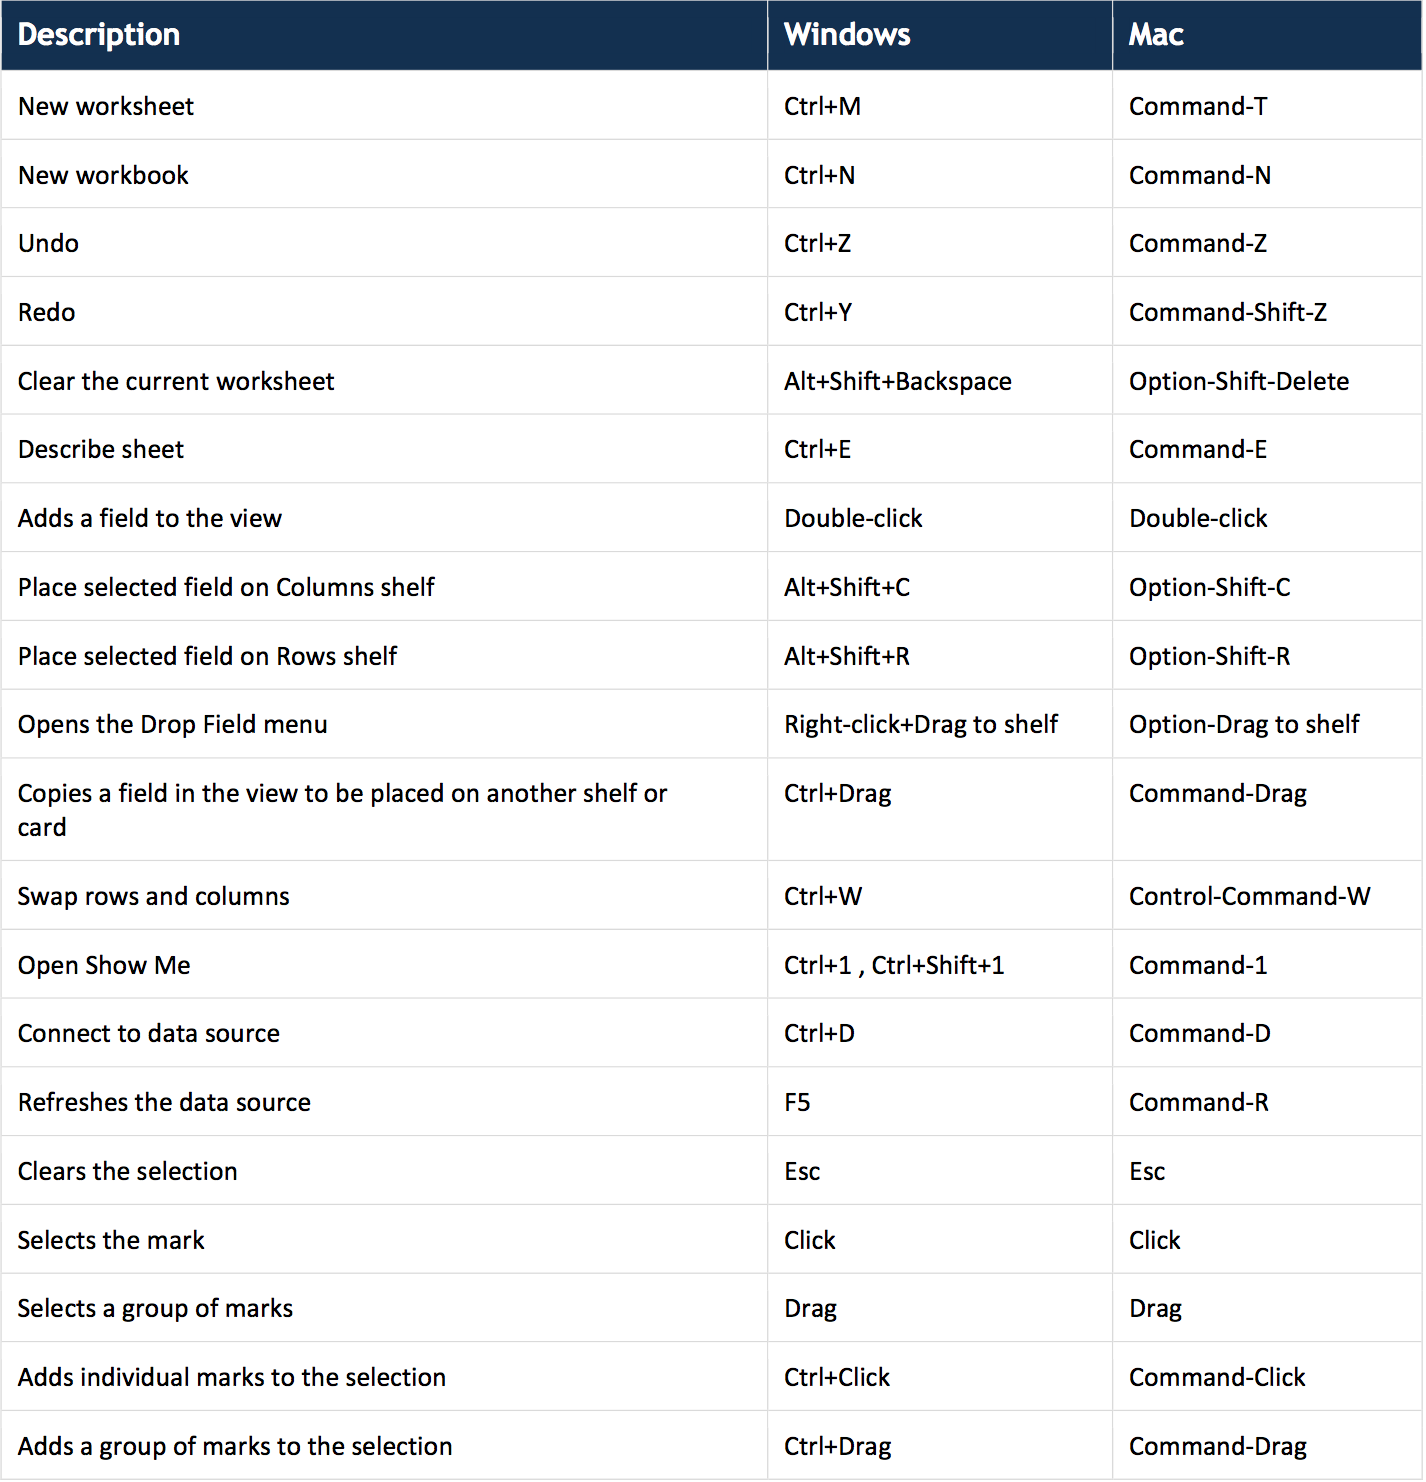 Description Windows Mac
New worksheet Ctrl+M Command-T
New workbook Ctrl+N Command-N
Undo Ctrl+Z Command-Z
Redo Ctrl+Y Command-Shift-Z
Clear the current worksheet Alt+Shift+Backspace Option-Shift-Delete
Describe sheet Ctrl+E Command-E
Adds a field to the view Double-click Double-click
Place selected field on Columns shelf Alt+Shift+C Option-Shift-C
Place selected field on Rows shelf Alt+Shift+R Option-Shift-R
Opens the Drop Field menu Right-click+Drag to shelf Option-Drag to shelf
Copies a field in the view to be placed on another shelf or Ctrl+Drag Command-Drag
card
Swap rows and columns Ctrl+W Control-Command-W
Open Show Me Ctrl+1 , Ctrl+Shift+1 Command-1
Connect to data source Ctrl+D Command-D
Refreshes the data source F5 Command-R
Clears the selection Esc Esc
Selects the mark Click Click
Selects a group of marks Drag Drag
Adds individual marks to the selection Ctrl+Click Command-Click
Adds a group of marks to the selection Ctrl+Drag Command-Drag